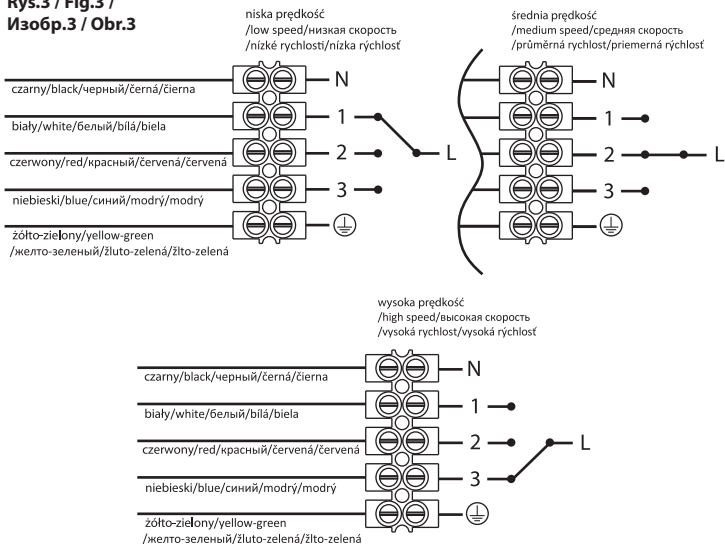 Rys.3 / Fig.3 /
Изобр.3 / Obr.3
niska prędkość
/low speed/низкая скорость
/nízké rychlosti/nízka rýchlosť
czarny/black/черный/černá/čierna
biały/white/белый/bílá/biela
czerwony/red/красный/červená/červená
niebieski/blue/синий/modrý/modrý
żółto-zielony/yellow-green
/желто-зеленый/žluto-zelená/žlto-zelená
N
1
2
3
L
średnia prędkość
/medium speed/средняя скорость
/průměrná rychlost/priemerná rýchlosť
N
1
2
3
L
wysoka prędkość
/high speed/высокая скорость
/vysoká rychlost/vysoká rýchlosť
czarny/black/черный/černá/čierna
biały/white/белый/bílá/biela
czerwony/red/красный/červená/červená
niebieski/blue/синий/modrý/modrý
żółto-zielony/yellow-green
/желто-зеленый/žluto-zelená/žlto-zelená
N
1
2
3
L